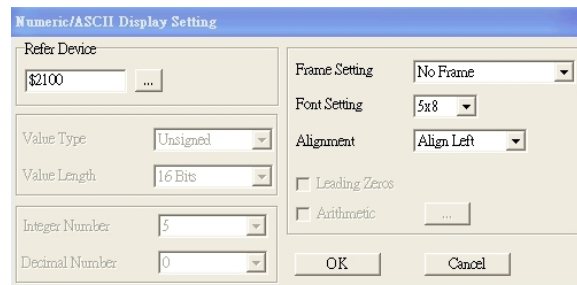 Numeric/ASCII Display Setting
Refer Device
$2100
...
Value Type
Unsigned
Value Length
16 Bits
Integer Number
5
Decimal Number
0
Frame Setting
No Frame
Font Setting
5x8
Alignment
Align Left
Leading Zeros
Arithmetic
...
OK
Cancel